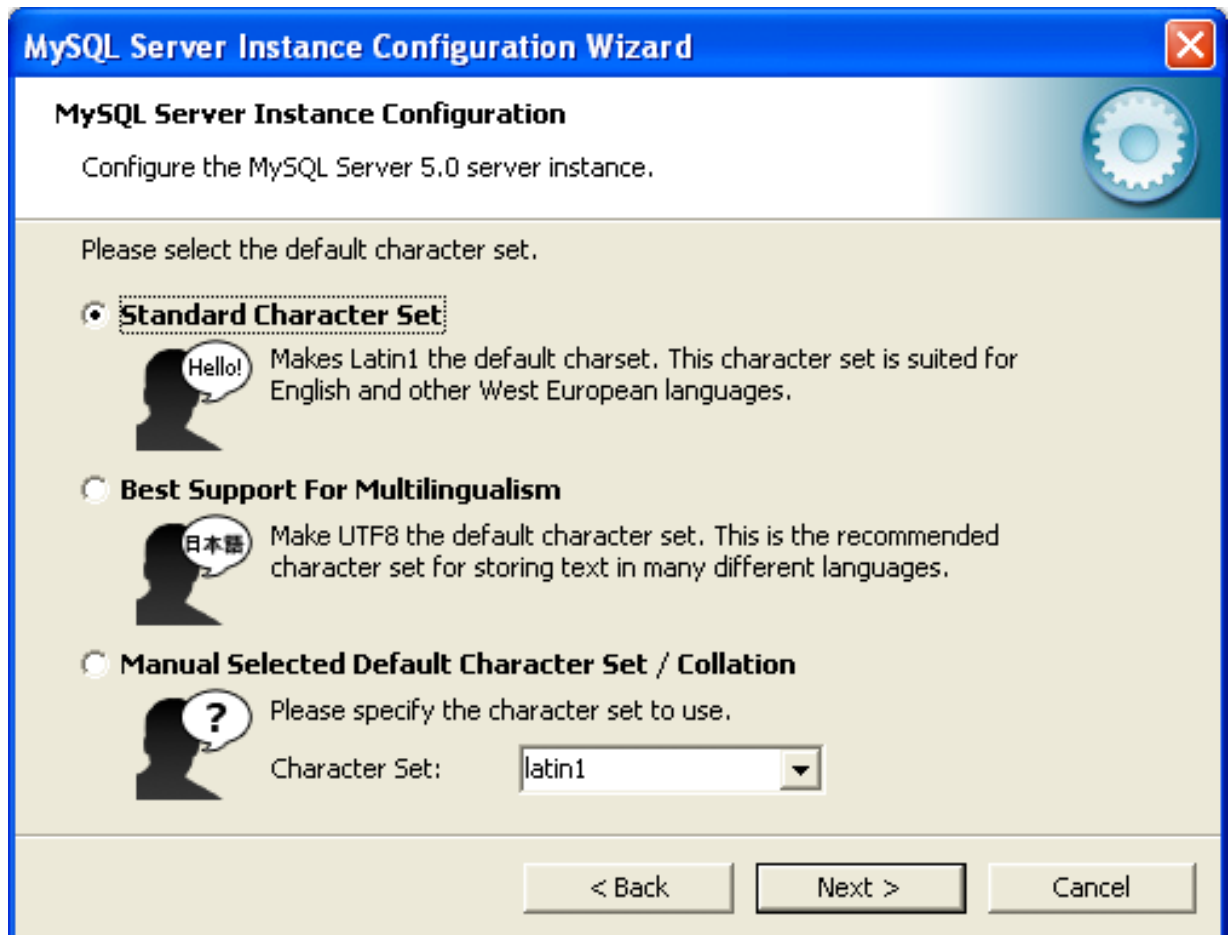 MySQL Server Instance Configuration Wizard
MySQL Server Instance Configuration
Configure the MySQL Server 5.0 server instance.
Please select the default character set.
Standard Character Set
Hello!
Makes Latin1 the default charset. This character set is suited for
English and other West European languages.
Best Support For Multilingualism
日本語
Make UTF8 the default character set. This is the recommended
character set for storing text in many different languages.
Manual Selected Default Character Set / Collation
?
Please specify the character set to use.
Character Set: latin1
< Back Next > Cancel